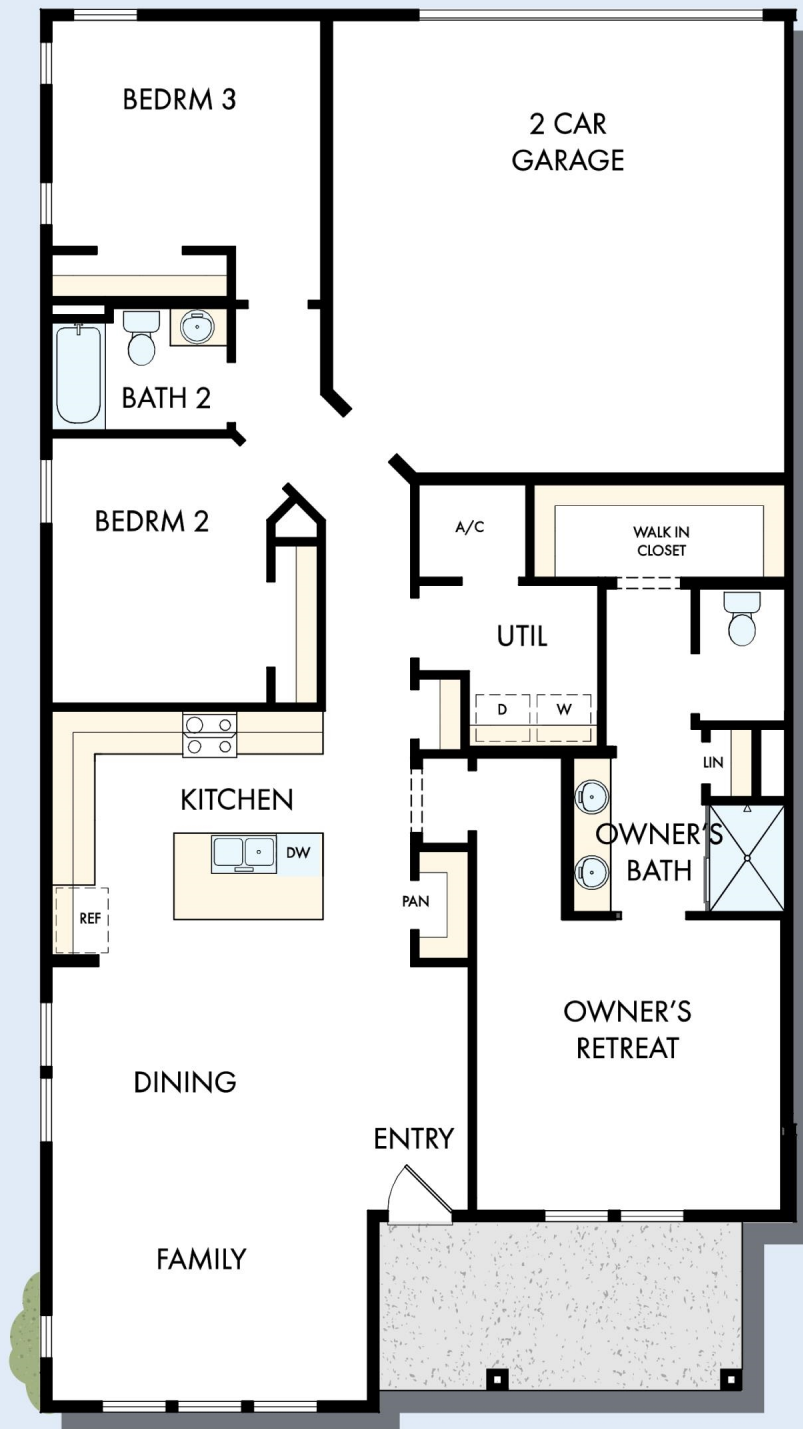 BEDRM 3
2 CAR
GARAGE
BATH 2
BEDRM 2
A/C
WALK IN
CLOSET
UTIL
D
W
LIN
KITCHEN
DW
OWNER'S
BATH
REF
PAN
OWNER'S
RETREAT
DINING
ENTRY
FAMILY